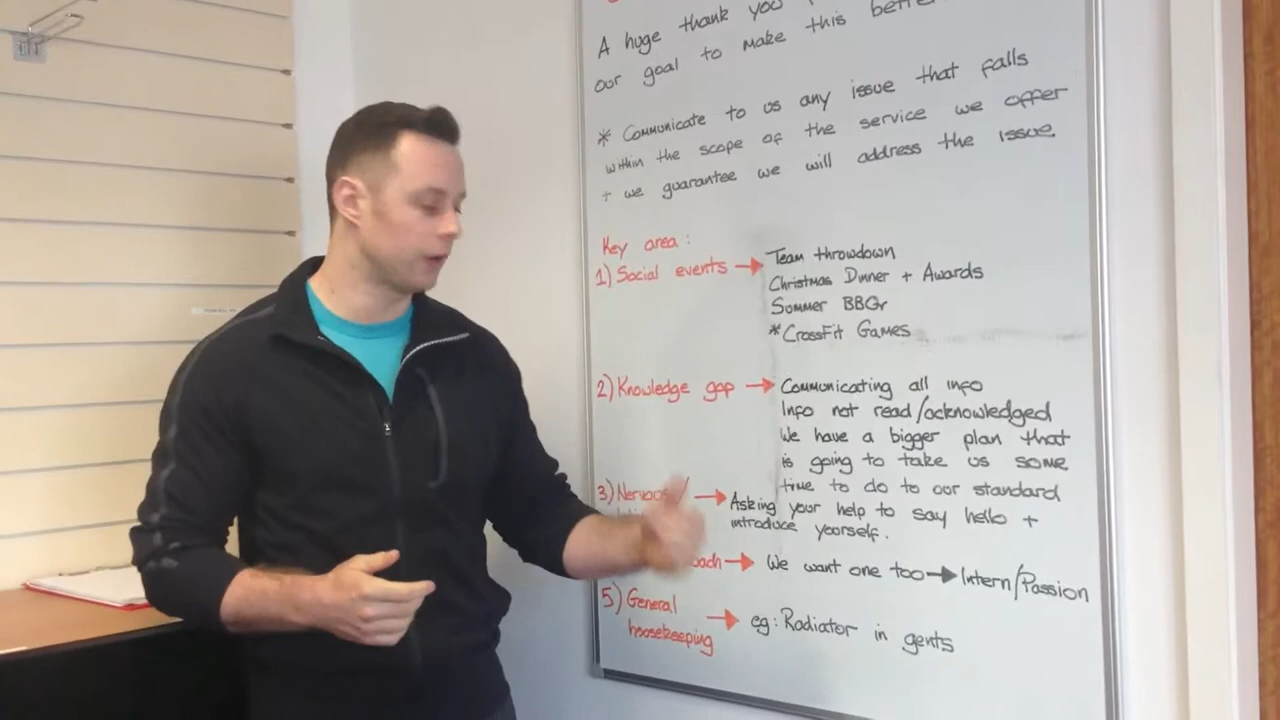 A huge thank you
our goal to make this better
* Communicate to us any issue that falls
within the scope of the service we offer
+ we guarantee we will address the issue.
Key area:
1) Social events → Team throwdown
Christmas Dinner + Awards
Summer BBQ
*CrossFit Games
2) Knowledge gap → Communicating all info
Info not read/acknowledged
We have a bigger plan that
is going to take us some
time to do to our standard
3) Nervous/ → Asking your help to say hello +
introduce yourself.
→ We want one too → Intern/Passion
5) General
housekeeping → eg: Radiator in gents